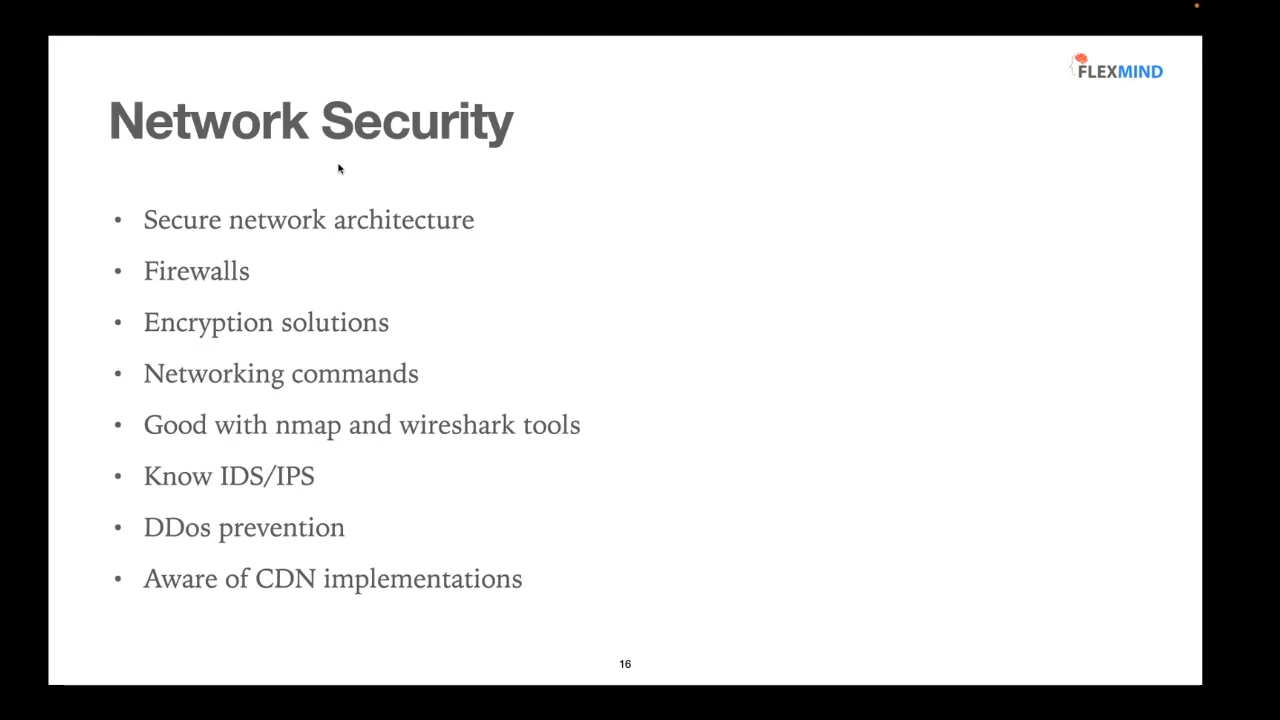 FLEXMIND
Network Security
• Secure network architecture
• Firewalls
• Encryption solutions
• Networking commands
• Good with nmap and wireshark tools
• Know IDS/IPS
• DDos prevention
• Aware of CDN implementations
16